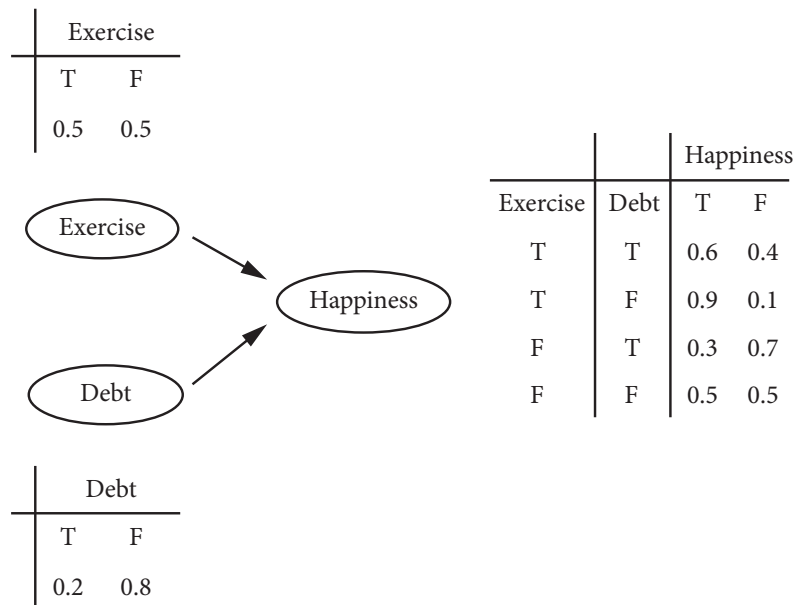 Exercise
T F
0.5 0.5
Exercise
Happiness
Debt
Debt
T F
0.2 0.8
Happiness
Exercise Debt T F
T T 0.6 0.4
T F 0.9 0.1
F T 0.3 0.7
F F 0.5 0.5